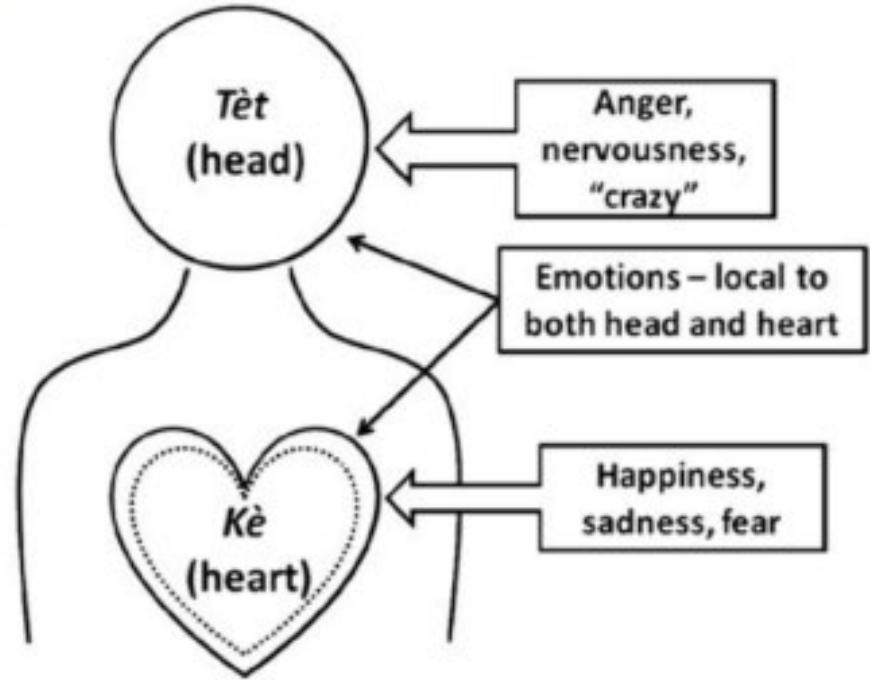 Tèt
(head)
Anger,
nervousness,
“crazy”
Emotions – local to
both head and heart
Kè
(heart)
Happiness,
sadness, fear